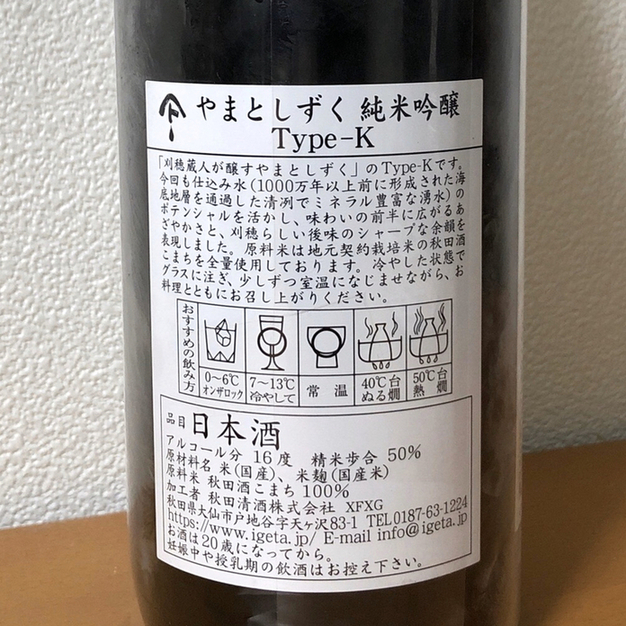 やまとしずく 純米吟醸
Type-K
「刈穂蔵人が醸すやまとしずく」のType-Kです。
今回も仕込み水(1000万年以上前に形成された海
底地層を通過した清冽でミネラル豊富な湧水)の
ポテンシャルを活かし、味わいの前半に広がるあ
ざやかさと、刈穂らしい後味のシャープな余韻を
表現しました。原料米は地元契約栽培米の秋田酒
こまちを全量使用しております。冷やした状態で
グラスに注ぎ、少しずつ室温になじませながら、お
料理とともにお召し上がりください。
おすすめの飲み方
0〜6℃
オンザロック
7〜13℃
冷やして
常温
40℃台
ぬる燗
50℃台
熱燗
品目 日本酒
アルコール分 16度 精米歩合 50%
原材料名 米(国産)、米麹(国産米)
原料米 秋田酒こまち 100%
加工者 秋田清酒株式会社 XFXG
秋田県大仙市戸地谷字天ヶ沢83-1 TEL0187-63-1224
https://www.igeta.jp/ E-mail info@igeta.jp
お酒は20歳になってから。
妊娠中や授乳期の飲酒はお控え下さい。